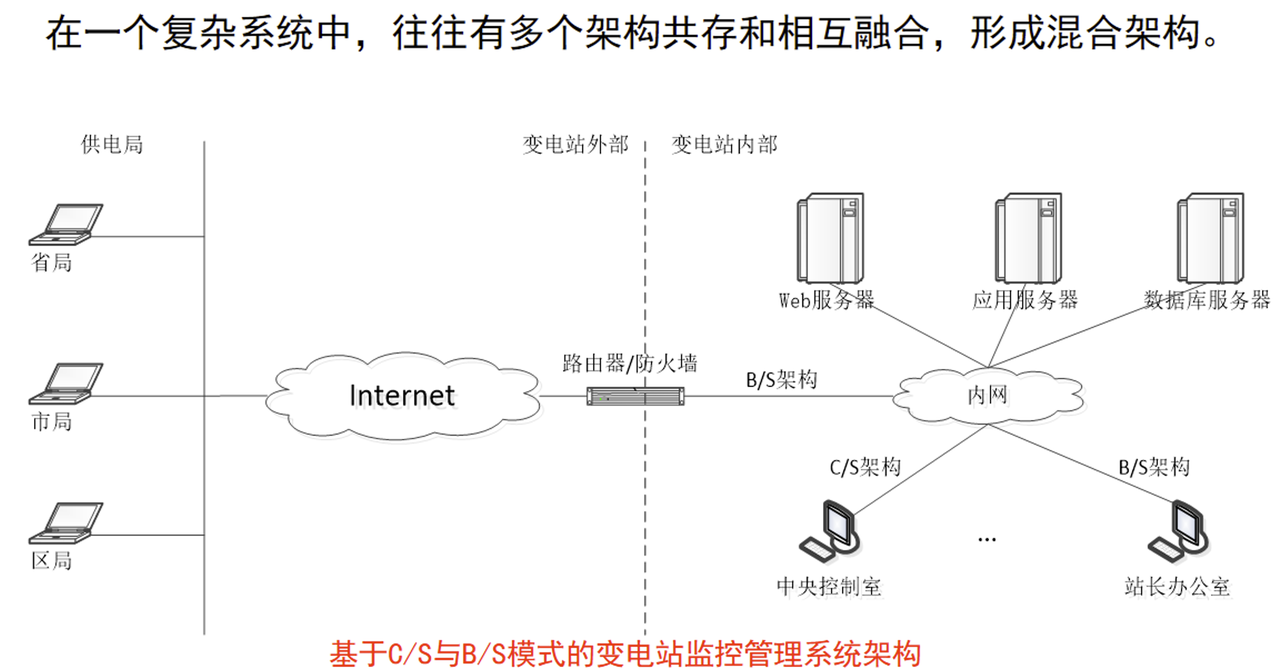 在一个复杂系统中，往往有多个架构共存和相互融合，形成混合架构。
供电局
变电站外部
变电站内部
省局
Web服务器
应用服务器
数据库服务器
市局
Internet
路由器/防火墙
B/S架构
内网
C/S架构
B/S架构
区局
...
中央控制室
站长办公室
基于C/S与B/S模式的变电站监控管理系统架构